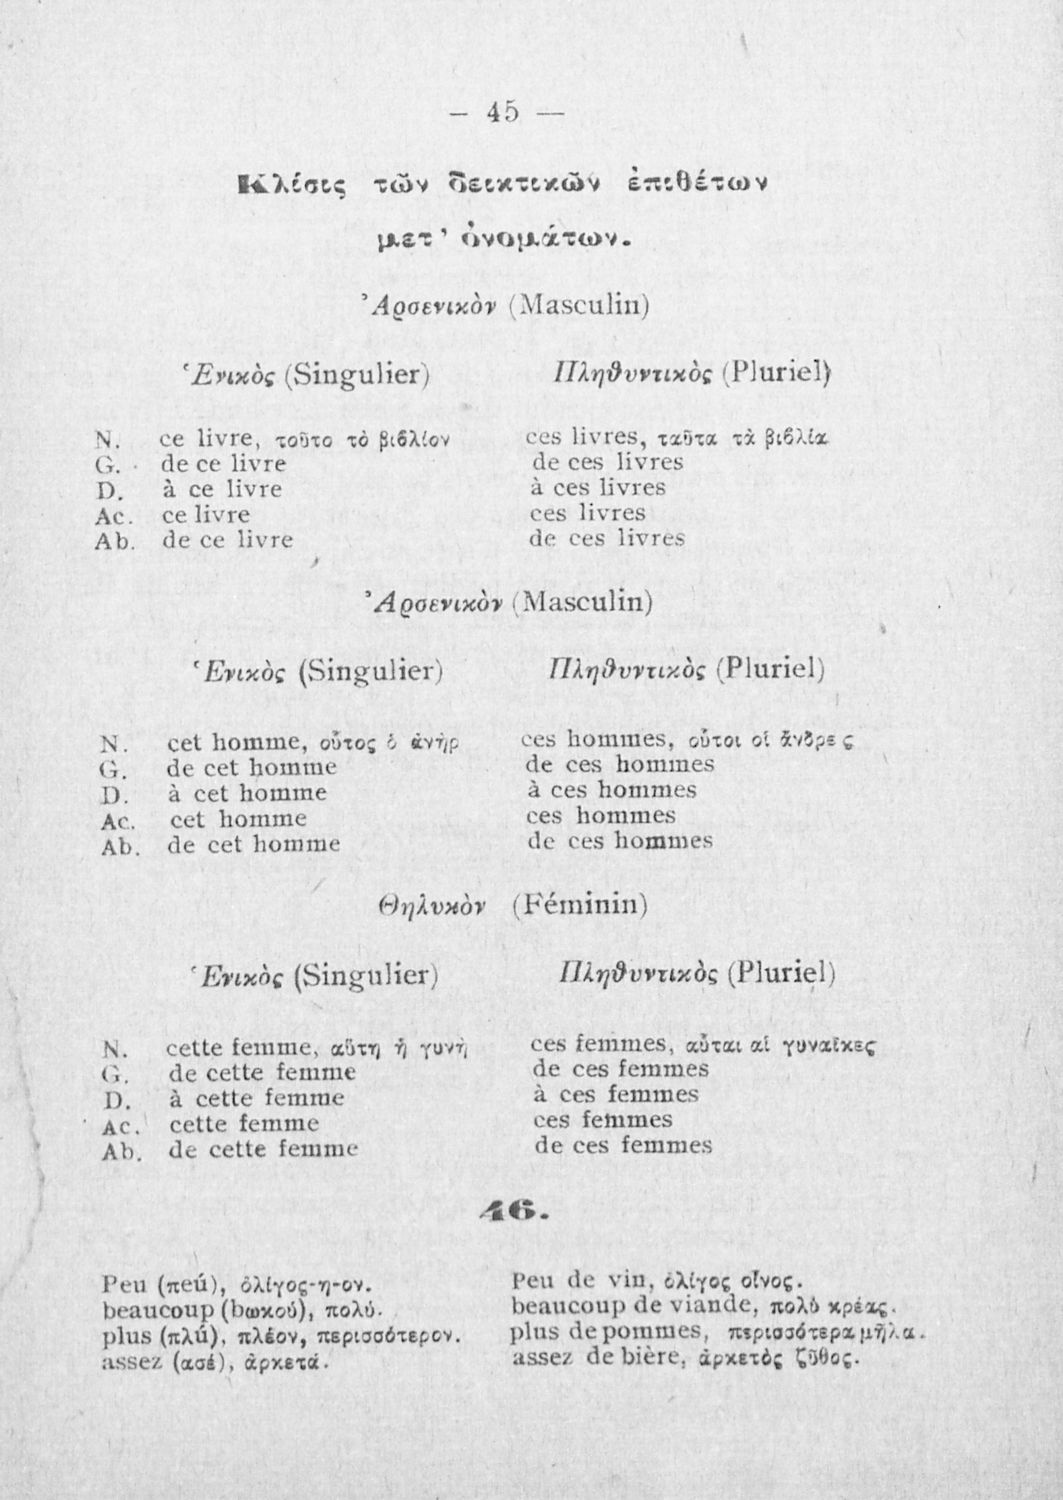 — 45 —
Κλίσις τῶν δεικτικῶν ἐπιθέτων
μετ’ ὀνομάτων.
Ἀρσενικὸν (Masculin)
Ἑνικὸς (Singulier) Πληθυντικὸς (Pluriel)
N. ce livre, τοῦτο τὸ βιβλίον ces livres, ταῦτα τὰ βιβλία
G. de ce livre de ces livres
D. à ce livre à ces livres
Ac. ce livre ces livres
Ab. de ce livre de ces livres
Ἀρσενικὸν (Masculin)
Ἑνικὸς (Singulier) Πληθυντικὸς (Pluriel)
N. cet homme, οὗτος ὁ ἀνὴρ ces hommes, οὗτοι οἱ ἄνδρες
G. de cet homme de ces hommes
D. à cet homme à ces hommes
Ac. cet homme ces hommes
Ab. de cet homme de ces hommes
Θηλυκὸν (Féminin)
Ἑνικὸς (Singulier) Πληθυντικὸς (Pluriel)
N. cette femme, αὕτη ἡ γυνὴ ces femmes, αὗται αἱ γυναῖκες
G. de cette femme de ces femmes
D. à cette femme à ces femmes
Ac. cette femme ces femmes
Ab. de cette femme de ces femmes
46.
Peu (πεύ), ὀλίγος-η-ον. Peu de vin, ὀλίγος οἶνος.
beaucoup (bωκού), πολύ. beaucoup de viande, πολὺ κρέας.
plus (πλύ), πλέον, περισσότερον. plus de pommes, περισσότερα μῆλα.
assez (ασέ), ἀρκετά. assez de bière, ἀρκετὸς ζῦθος.